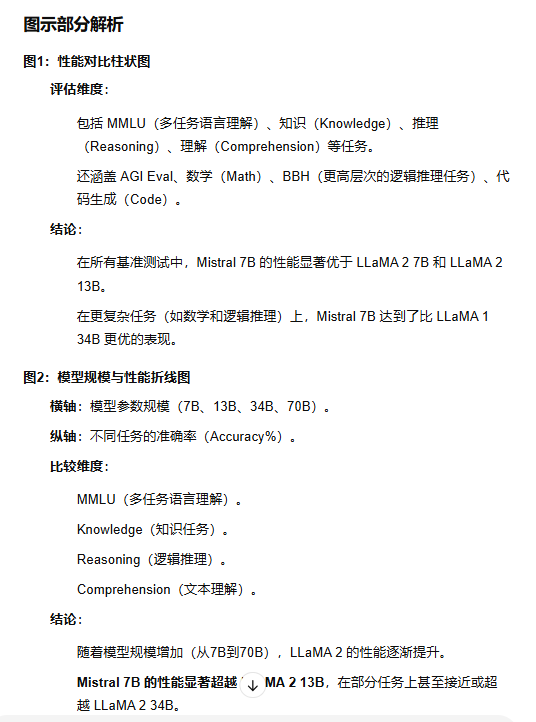 图示部分解析
图1：性能对比柱状图
评估维度：
包括 MMLU（多任务语言理解）、知识（Knowledge）、推理
（Reasoning）、理解（Comprehension）等任务。
还涵盖 AGI Eval、数学（Math）、BBH（更高层次的逻辑推理任务）、代
码生成（Code）。
结论：
在所有基准测试中，Mistral 7B 的性能显著优于 LLaMA 2 7B 和 LLaMA 2
13B。
在更复杂任务（如数学和逻辑推理）上，Mistral 7B 达到了比 LLaMA 1
34B 更优的表现。
图2：模型规模与性能折线图
横轴：模型参数规模（7B、13B、34B、70B）。
纵轴：不同任务的准确率（Accuracy%）。
比较维度：
MMLU（多任务语言理解）。
Knowledge（知识任务）。
Reasoning（逻辑推理）。
Comprehension（文本理解）。
结论：
随着模型规模增加（从7B到70B），LLaMA 2 的性能逐渐提升。
Mistral 7B 的性能显著超越 MA 2 13B，在部分任务上甚至接近或超
越 LLaMA 2 34B。